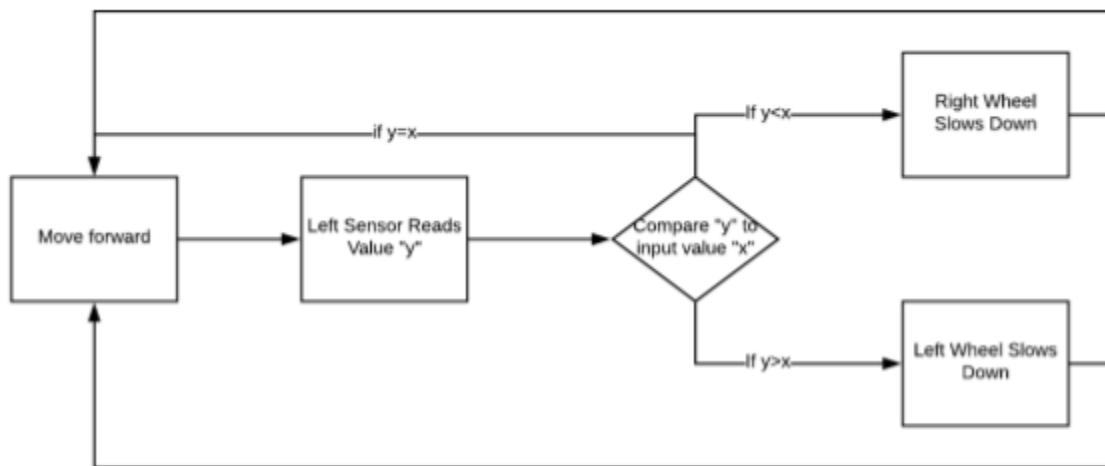 Move forward
Left Sensor Reads
Value "y"
Compare "y" to
input value "x"
if y=x
If y<x
Right Wheel
Slows Down
If y>x
Left Wheel Slows
Down